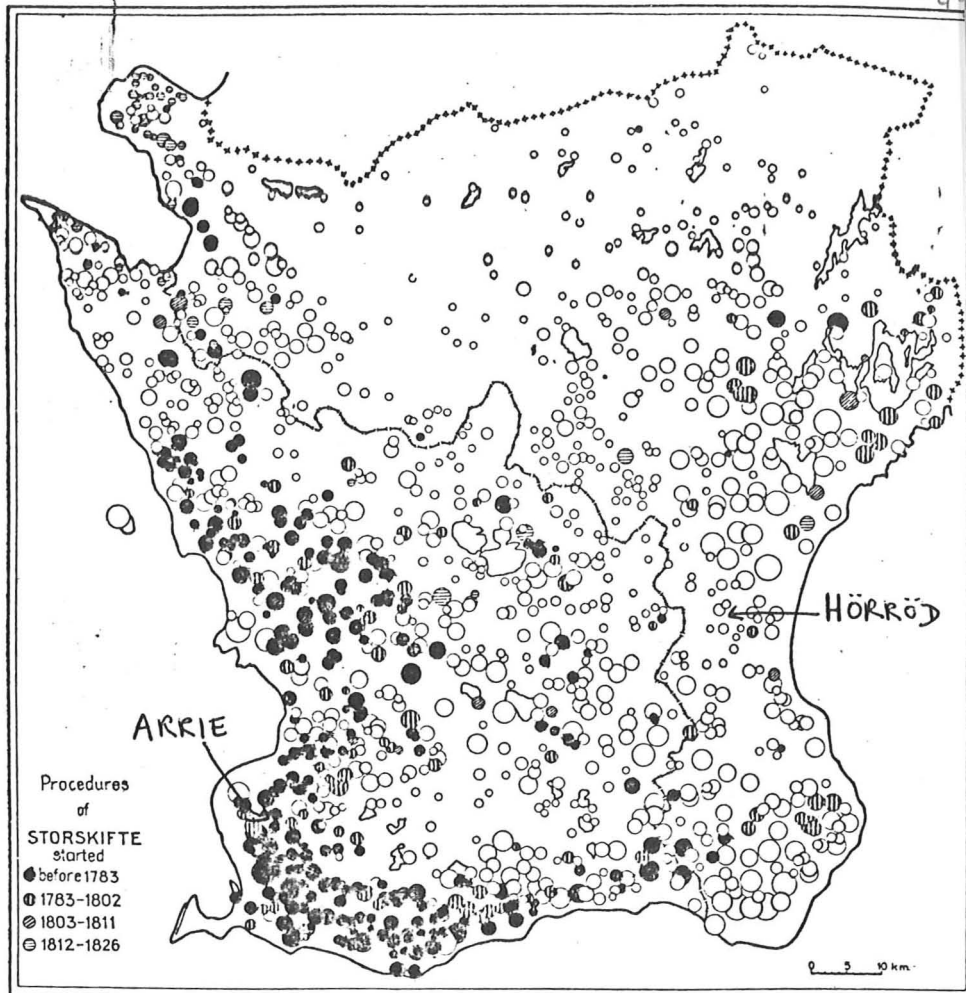 HÖRRÖD
ARRIE
Procedures
of
STORSKIFTE
started
before 1783
1783-1802
1803-1811
1812-1826
0 5 10 km.